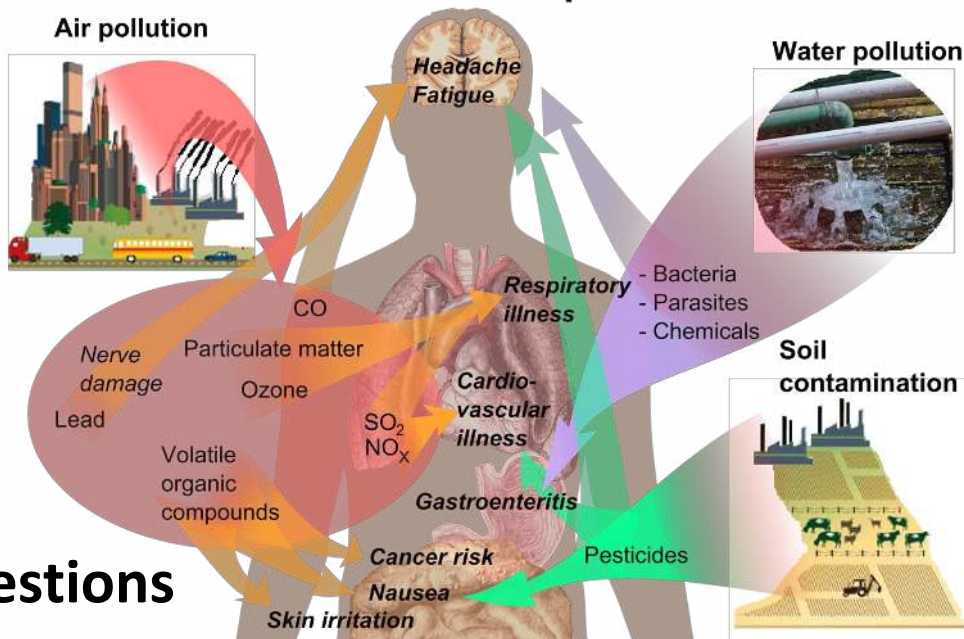 Air pollution
Water pollution
Headache
Fatigue
- Bacteria
- Parasites
- Chemicals
Respiratory
illness
CO
Particulate matter
Nerve
damage
Ozone
Lead
Cardio-
vascular
illness
SO2
NOX
Soil
contamination
Volatile
organic
compounds
Gastroenteritis
Pesticides
Cancer risk
Nausea
Skin irritation
estions